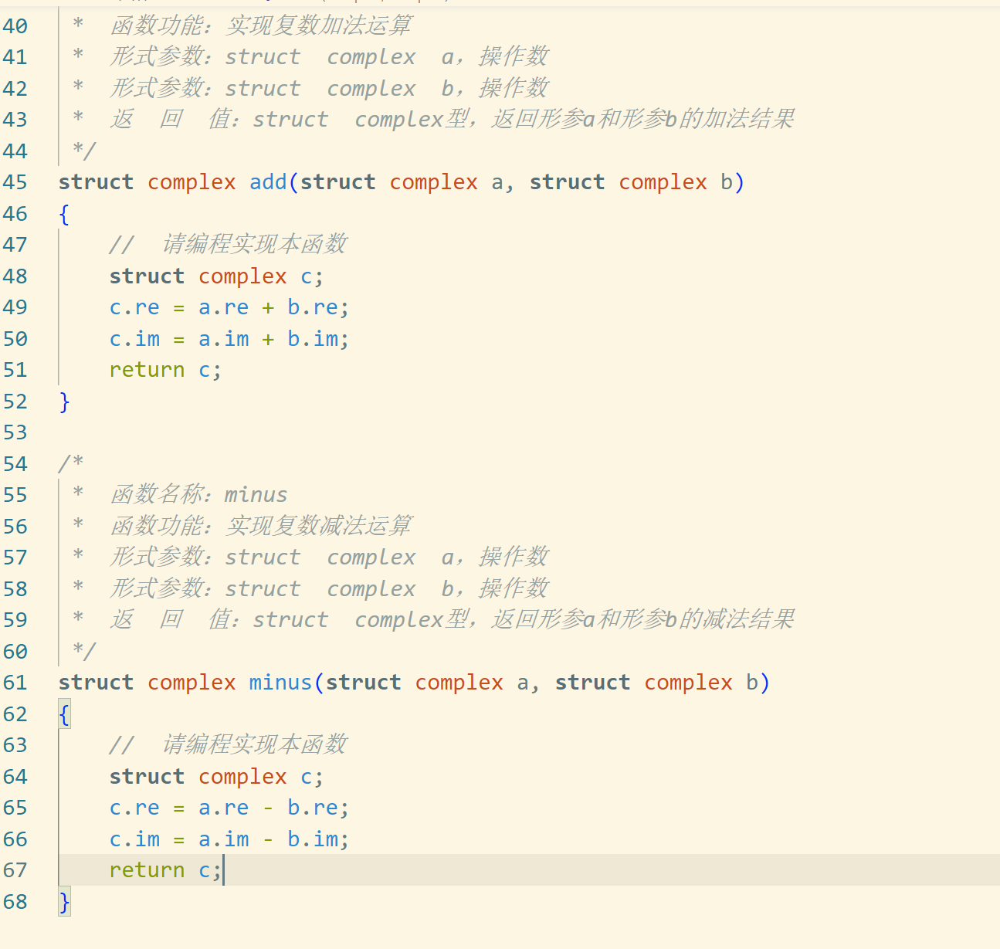 40 * 函数功能：实现复数加法运算
41 * 形式参数：struct complex a，操作数
42 * 形式参数：struct complex b，操作数
43 * 返 回 值：struct complex型，返回形参a和形参b的加法结果
44 */
45 struct complex add(struct complex a, struct complex b)
46 {
47 // 请编程实现本函数
48 struct complex c;
49 c.re = a.re + b.re;
50 c.im = a.im + b.im;
51 return c;
52 }
53
54 /*
55 * 函数名称：minus
56 * 函数功能：实现复数减法运算
57 * 形式参数：struct complex a，操作数
58 * 形式参数：struct complex b，操作数
59 * 返 回 值：struct complex型，返回形参a和形参b的减法结果
60 */
61 struct complex minus(struct complex a, struct complex b)
62 {
63 // 请编程实现本函数
64 struct complex c;
65 c.re = a.re - b.re;
66 c.im = a.im - b.im;
67 return c;
68 }